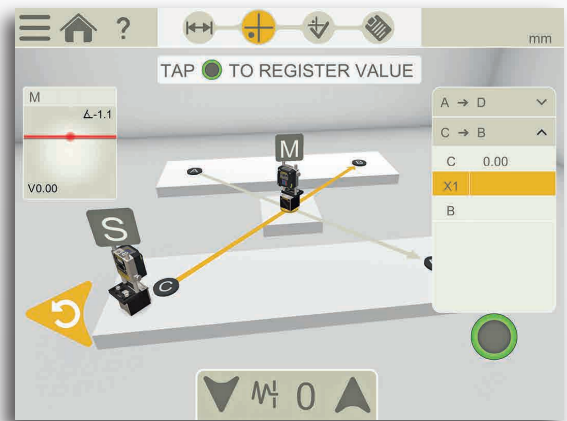 ?
mm
TAP TO REGISTER VALUE
M
∡-1.1
V0.00
A → D
C → B
C 0.00
X1
B
M
A
B
S
C
0